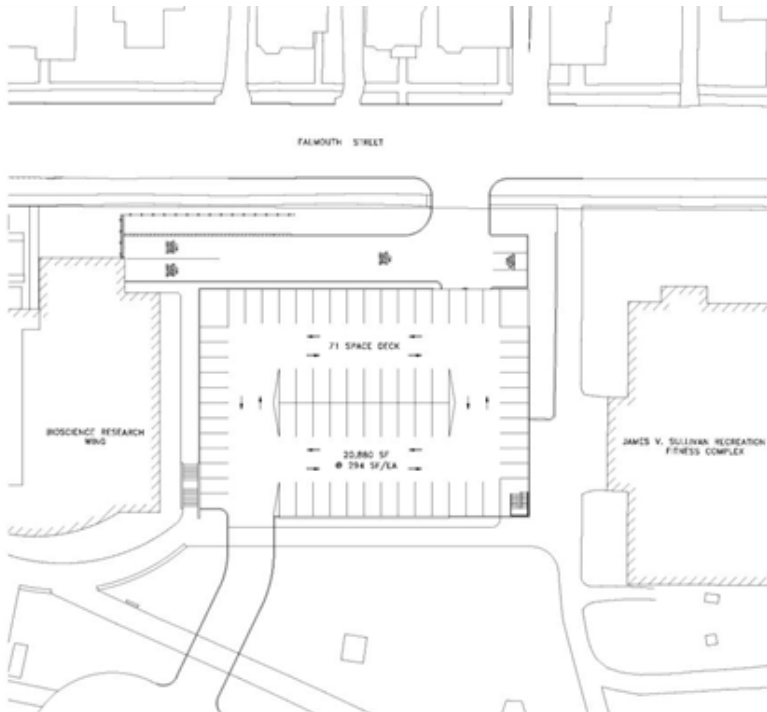 FALMOUTH STREET
71 SPACE DECK
BIOSCIENCE RESEARCH
WING
20,880 SF
@ 294 SF/EA
JAMES V. SULLIVAN RECREATION
FITNESS COMPLEX